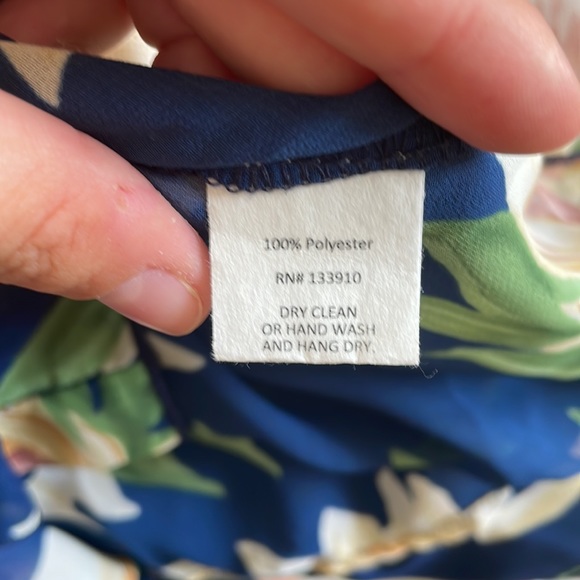 100% Polyester
RN# 133910
DRY CLEAN
OR HAND WASH
AND HANG DRY.